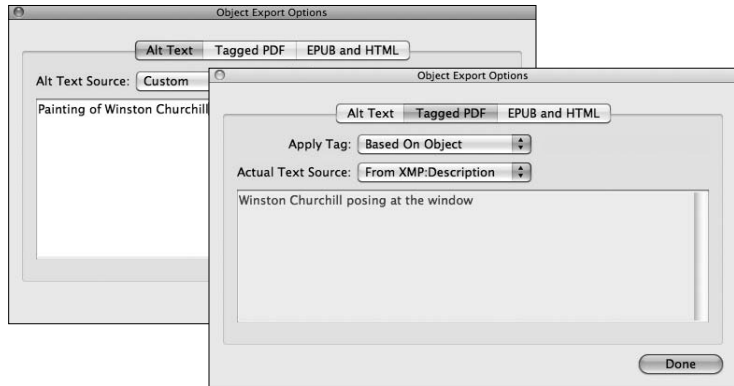 Object Export Options
Alt Text Tagged PDF EPUB and HTML
Alt Text Source: Custom
Painting of Winston Churchill
Object Export Options
Alt Text Tagged PDF EPUB and HTML
Apply Tag: Based On Object
Actual Text Source: From XMP:Description
Winston Churchill posing at the window
Done